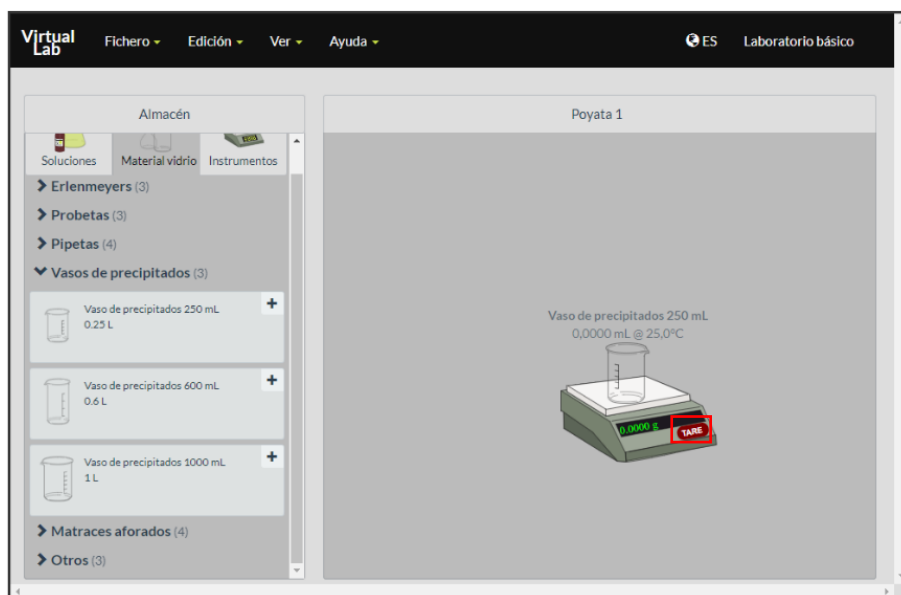 Virtual Lab Fichero Edición Ver Ayuda ES Laboratorio básico
Almacén
Soluciones Material vidrio Instrumentos
Erlenmeyers (3)
Probetas (3)
Pipetas (4)
Vasos de precipitados (3)
Vaso de precipitados 250 mL
0.25 L
Vaso de precipitados 600 mL
0.6 L
Vaso de precipitados 1000 mL
1 L
Matraces aforados (4)
Otros (3)
Poyata 1
Vaso de precipitados 250 mL
0,0000 mL @ 25,0°C
0.0000 g TARE